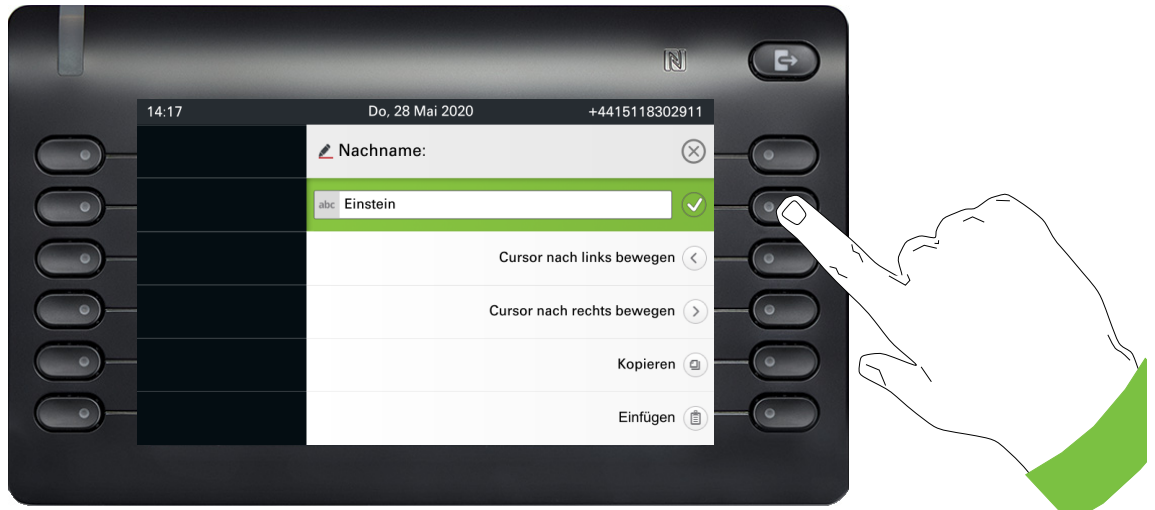 14:17 Do, 28 Mai 2020 +4415118302911
Nachname:
abc Einstein
Cursor nach links bewegen
Cursor nach rechts bewegen
Kopieren
Einfügen